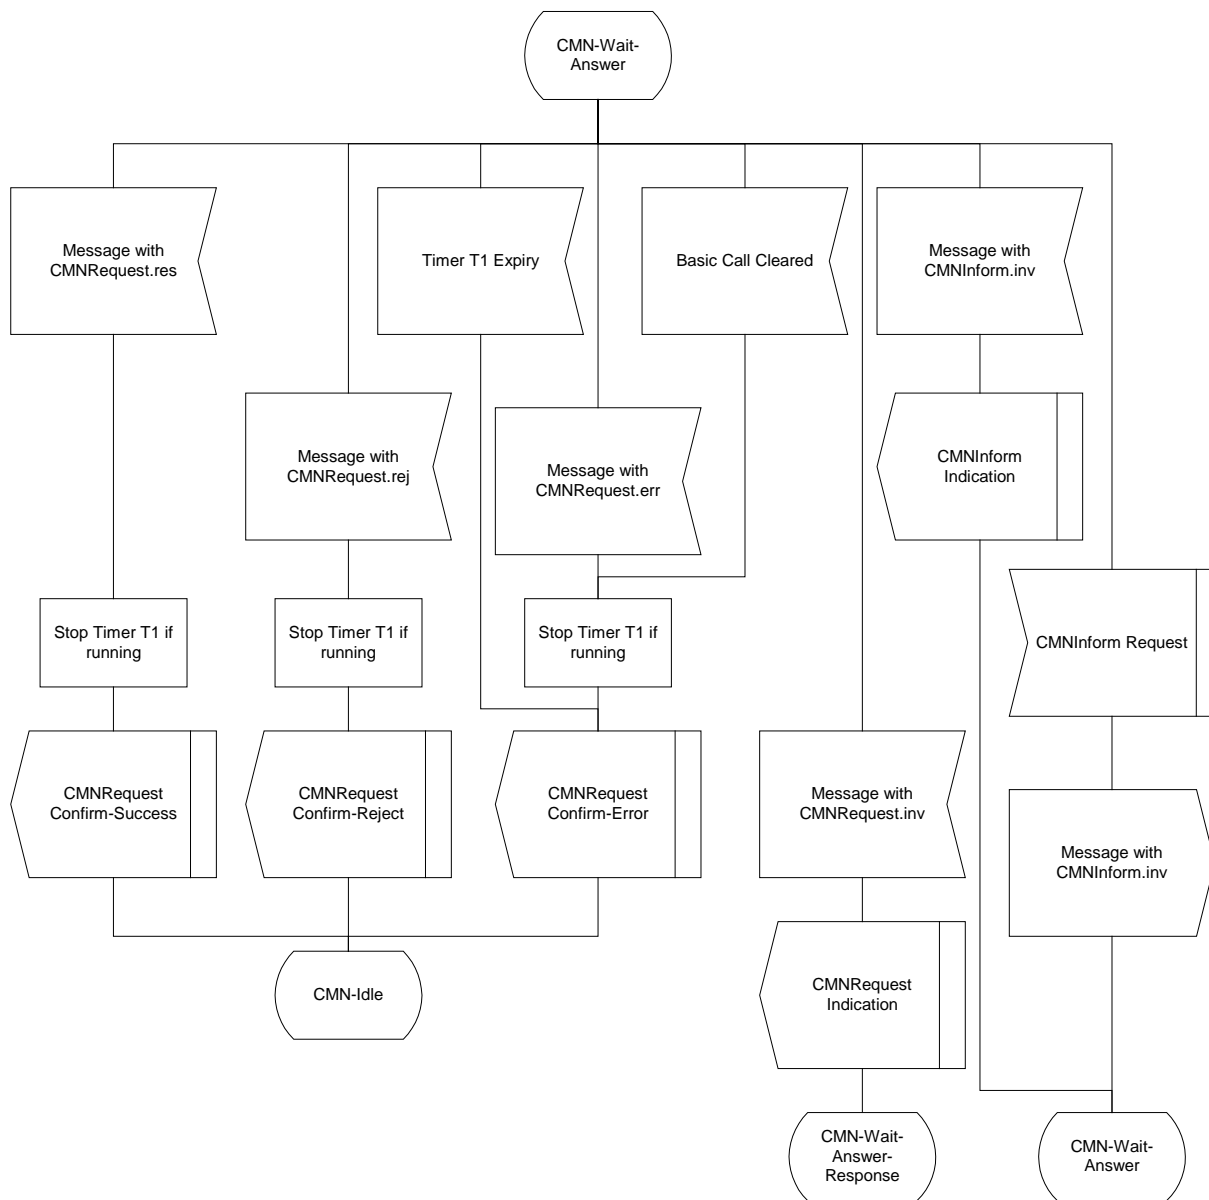 CMN-Wait-
Answer
Message with
CMNRequest.res
Timer T1 Expiry
Basic Call Cleared
Message with
CMNInform.inv
Message with
CMNRequest.rej
Message with
CMNRequest.err
CMNInform
Indication
Stop Timer T1 if
running
Stop Timer T1 if
running
Stop Timer T1 if
running
CMNInform Request
CMNRequest
Confirm-Success
CMNRequest
Confirm-Reject
CMNRequest
Confirm-Error
Message with
CMNRequest.inv
Message with
CMNInform.inv
CMN-Idle
CMNRequest
Indication
CMN-Wait-
Answer-
Response
CMN-Wait-
Answer